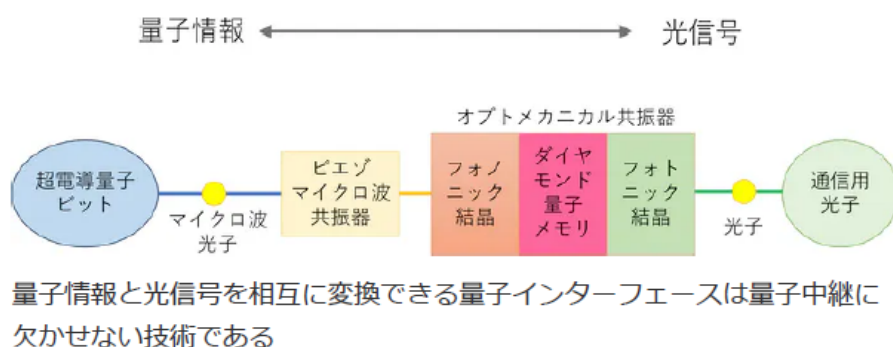 量子情報
光信号
オプトメカニカル共振器
超電導量子
ビット
マイクロ波
光子
ピエゾ
マイクロ波
共振器
フォノ
ニック
結晶
ダイヤ
モンド
量子
メモリ
フォト
ニック
結晶
光子
通信用
光子
量子情報と光信号を相互に変換できる量子インターフェースは量子中継に
欠かせない技術である